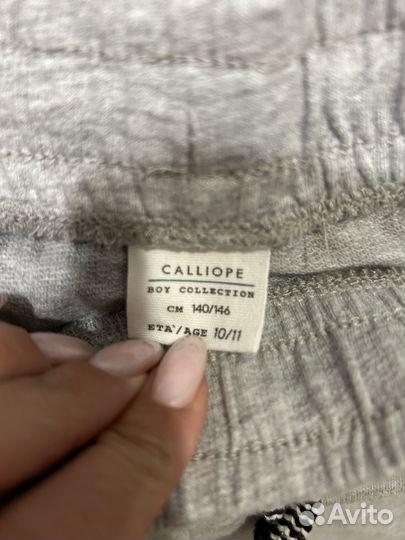 CALLIOPE
BOY COLLECTION
CM 140/146
ETA'/AGE 10/11
Avito